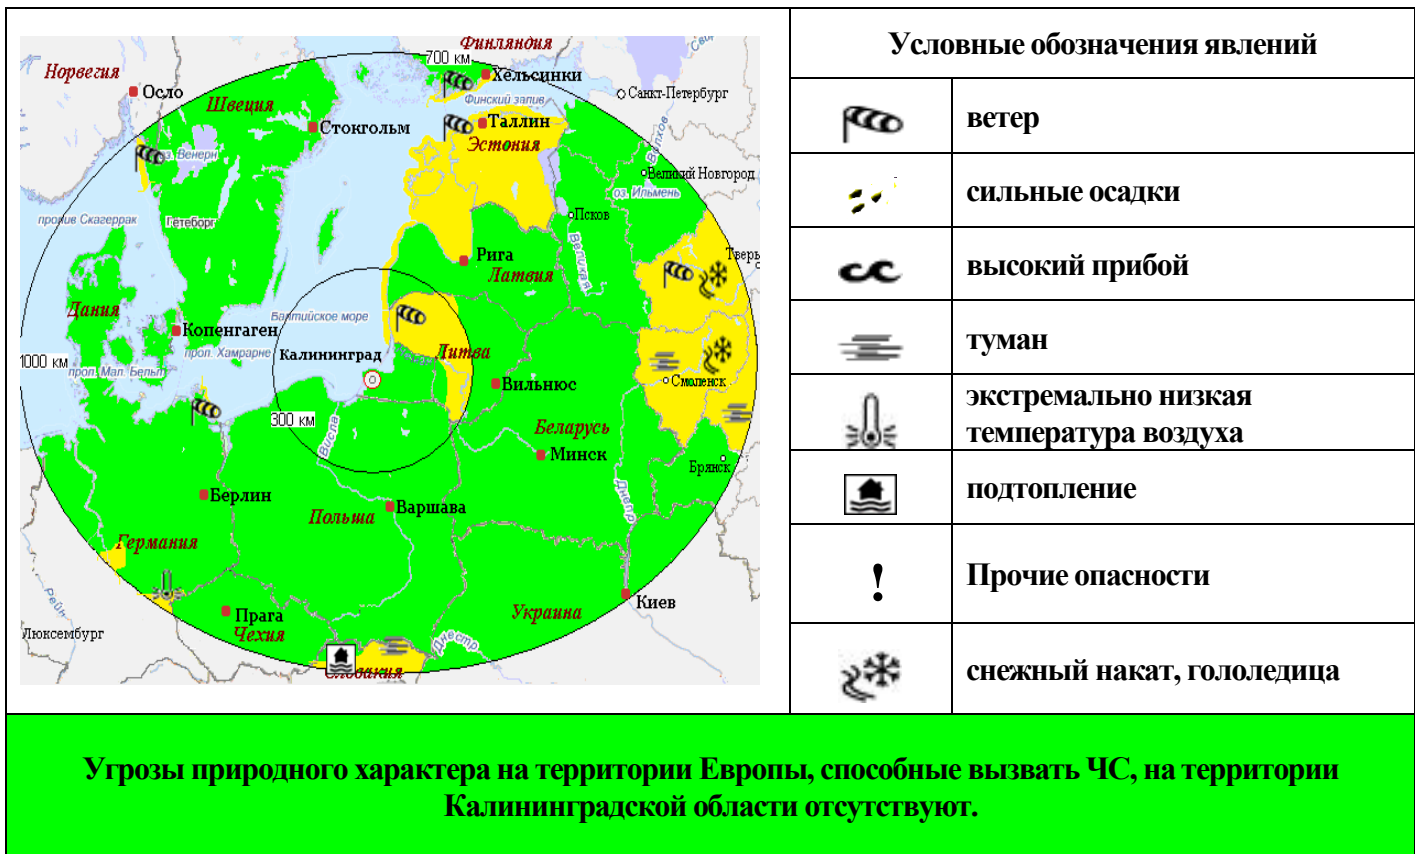 Финляндия
700 км
Норвегия
Хельсинки
Осло
Финский залив
Санкт-Петербург
Швеция
Стокгольм
Таллин
Эстония
Волхов
оз. Венерн
Великий Новгород
оз. Ильмень
пролив Скагеррак
Гетеборг
Псков
Великая
Рига
Тверь
Латвия
Дания
Балтийское море
Копенгаген
Калининград
Литва
1000 км
прол. Хамрарне
прол. Мал. Бельт
Смоленск
Вильнюс
300 км
Висла
Беларусь
Минск
Брянск
Берлин
Днепр
Варшава
Польша
Германия
Рейн
Прага
Чехия
Украина
Киев
Люксембург
Днестр
Словакия
Условные обозначения явлений
ветер
сильные осадки
высокий прибой
туман
экстремально низкая
температура воздуха
подтопление
! Прочие опасности
снежный накат, гололедица
Угрозы природного характера на территории Европы, способные вызвать ЧС, на территории
Калининградской области отсутствуют.